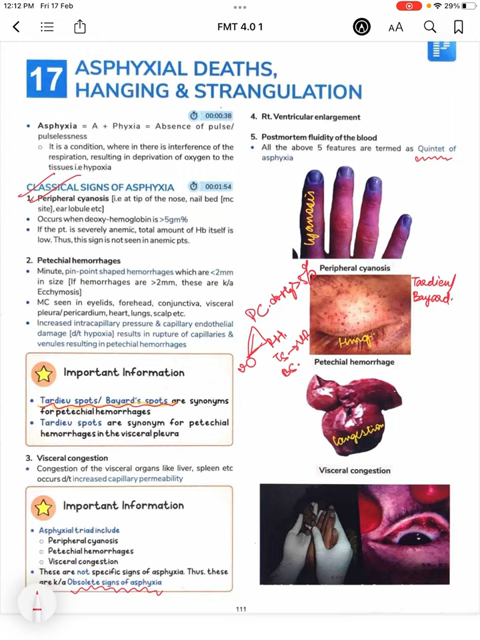 12:12 PM Fri 17 Feb
29%
FMT 4.0 1
AA
17 ASPHYXIAL DEATHS,
HANGING & STRANGULATION
00:00:38
Asphyxia = A + Phyxia = Absence of pulse/
pulselessness
It is a condition, where there is interference of the
respiration, resulting in deprivation of oxygen to the
tissues i.e hypoxia
CLASSICAL SIGNS OF ASPHYXIA 00:01:54
1. Peripheral cyanosis [i.e at tip of the nose, nail bed [mc
site], ear lobule etc]
Occurs when deoxy-hemoglobin is >5gm%
If the pt. is severely anemic, total amount of Hb itself is
low. Thus, this sign is not seen in anemic pts.
2. Petechial hemorrhages
Minute, pin-point shaped hemorrhages which are <2mm
in size [If hemorrhages are >2mm, these are k/a
Ecchymosis]
MC seen in eyelids, forehead, conjunctiva, visceral
pleura/ pericardium, heart, lungs, scalp etc.
Increased intracapillary pressure & capillary endothelial
damage [d/t hypoxia] results in rupture of capillaries &
venules resulting in petechial hemorrhages
Important Information
Tardieu spots/ Bayard's spots are synonyms
for petechial hemorrhages
Tardieu spots are synonym for petechial
hemorrhages in the visceral pleura
3. Visceral congestion
Congestion of the visceral organs like liver, spleen etc
occurs d/t increased capillary permeability
Important Information
Asphyxial triad include
Peripheral cyanosis
Petechial hemorrhages
Visceral congestion
These are not specific signs of asphyxia. Thus. these
are k/a Obsolete signs of asphyxia
4. Rt. Ventricular enlargement
5. Postmortem fluidity of the blood
All the above 5 features are termed as Quintet of
asphyxia
Cyanosis
Peripheral cyanosis
Tardieu/
Bayard.
Petechial hemorrhage
Congestion
Visceral congestion
111